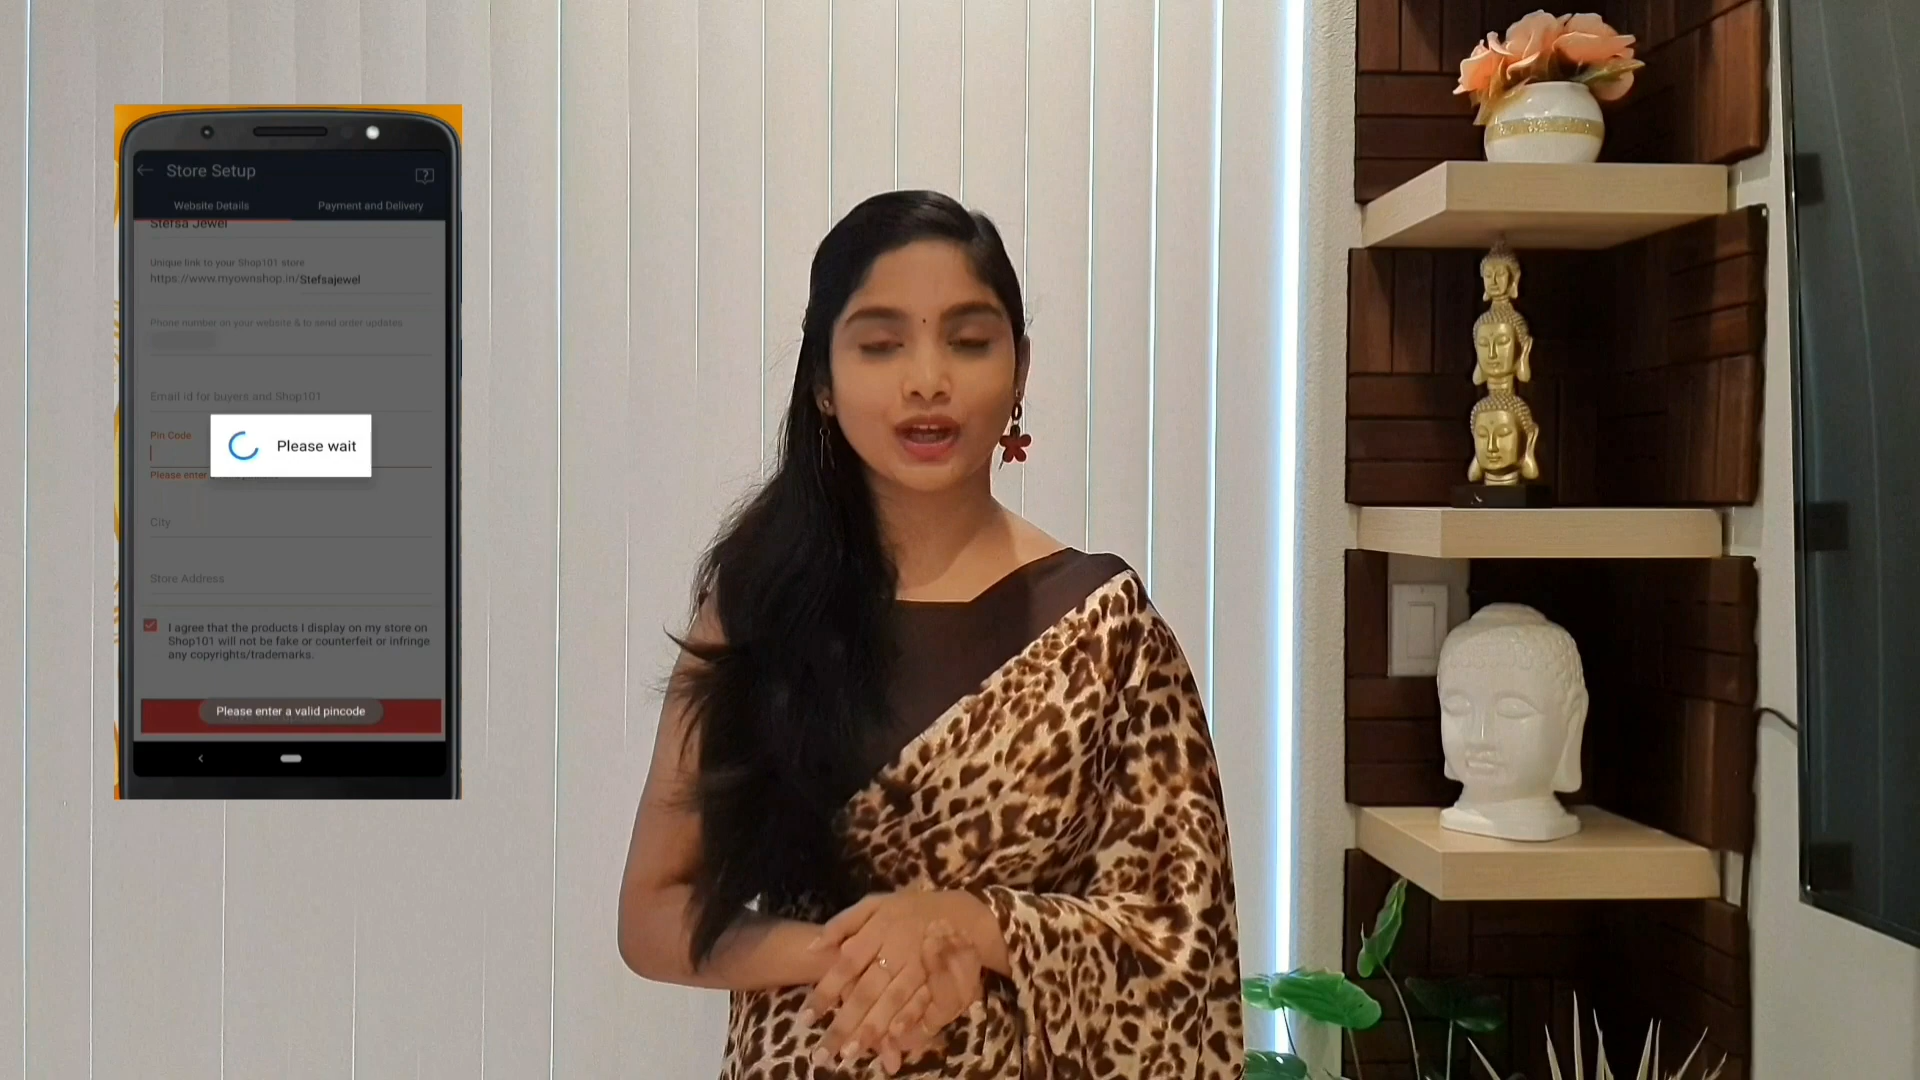 Store Setup
Website Details
Payment and Delivery
Stefsa Jewel
Unique link to your Shop101 store
https://www.myownshop.in/Stefsajewel
Phone number on your website & to send order updates
Email id for buyers and Shop101
Pin Code
Please wait
Please enter
City
Store Address
I agree that the products I display on my store on
Shop101 will not be fake or counterfeit or infringe
any copyrights/trademarks.
Please enter a valid pincode